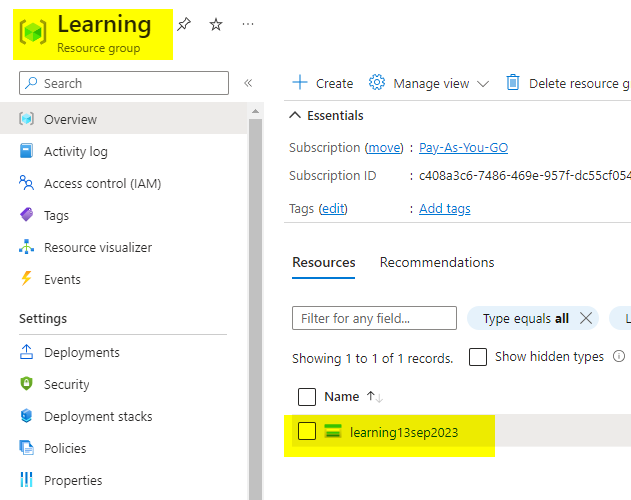 Learning
Resource group
Search
Overview
Activity log
Access control (IAM)
Tags
Resource visualizer
Events
Settings
Deployments
Security
Deployment stacks
Policies
Properties
Create Manage view Delete resource g
Essentials
Subscription (move) : Pay-As-You-GO
Subscription ID : c408a3c6-7486-469e-957f-dc55cf054
Tags (edit) : Add tags
Resources Recommendations
Filter for any field... Type equals all L
Showing 1 to 1 of 1 records. Show hidden types
Name
learning13sep2023